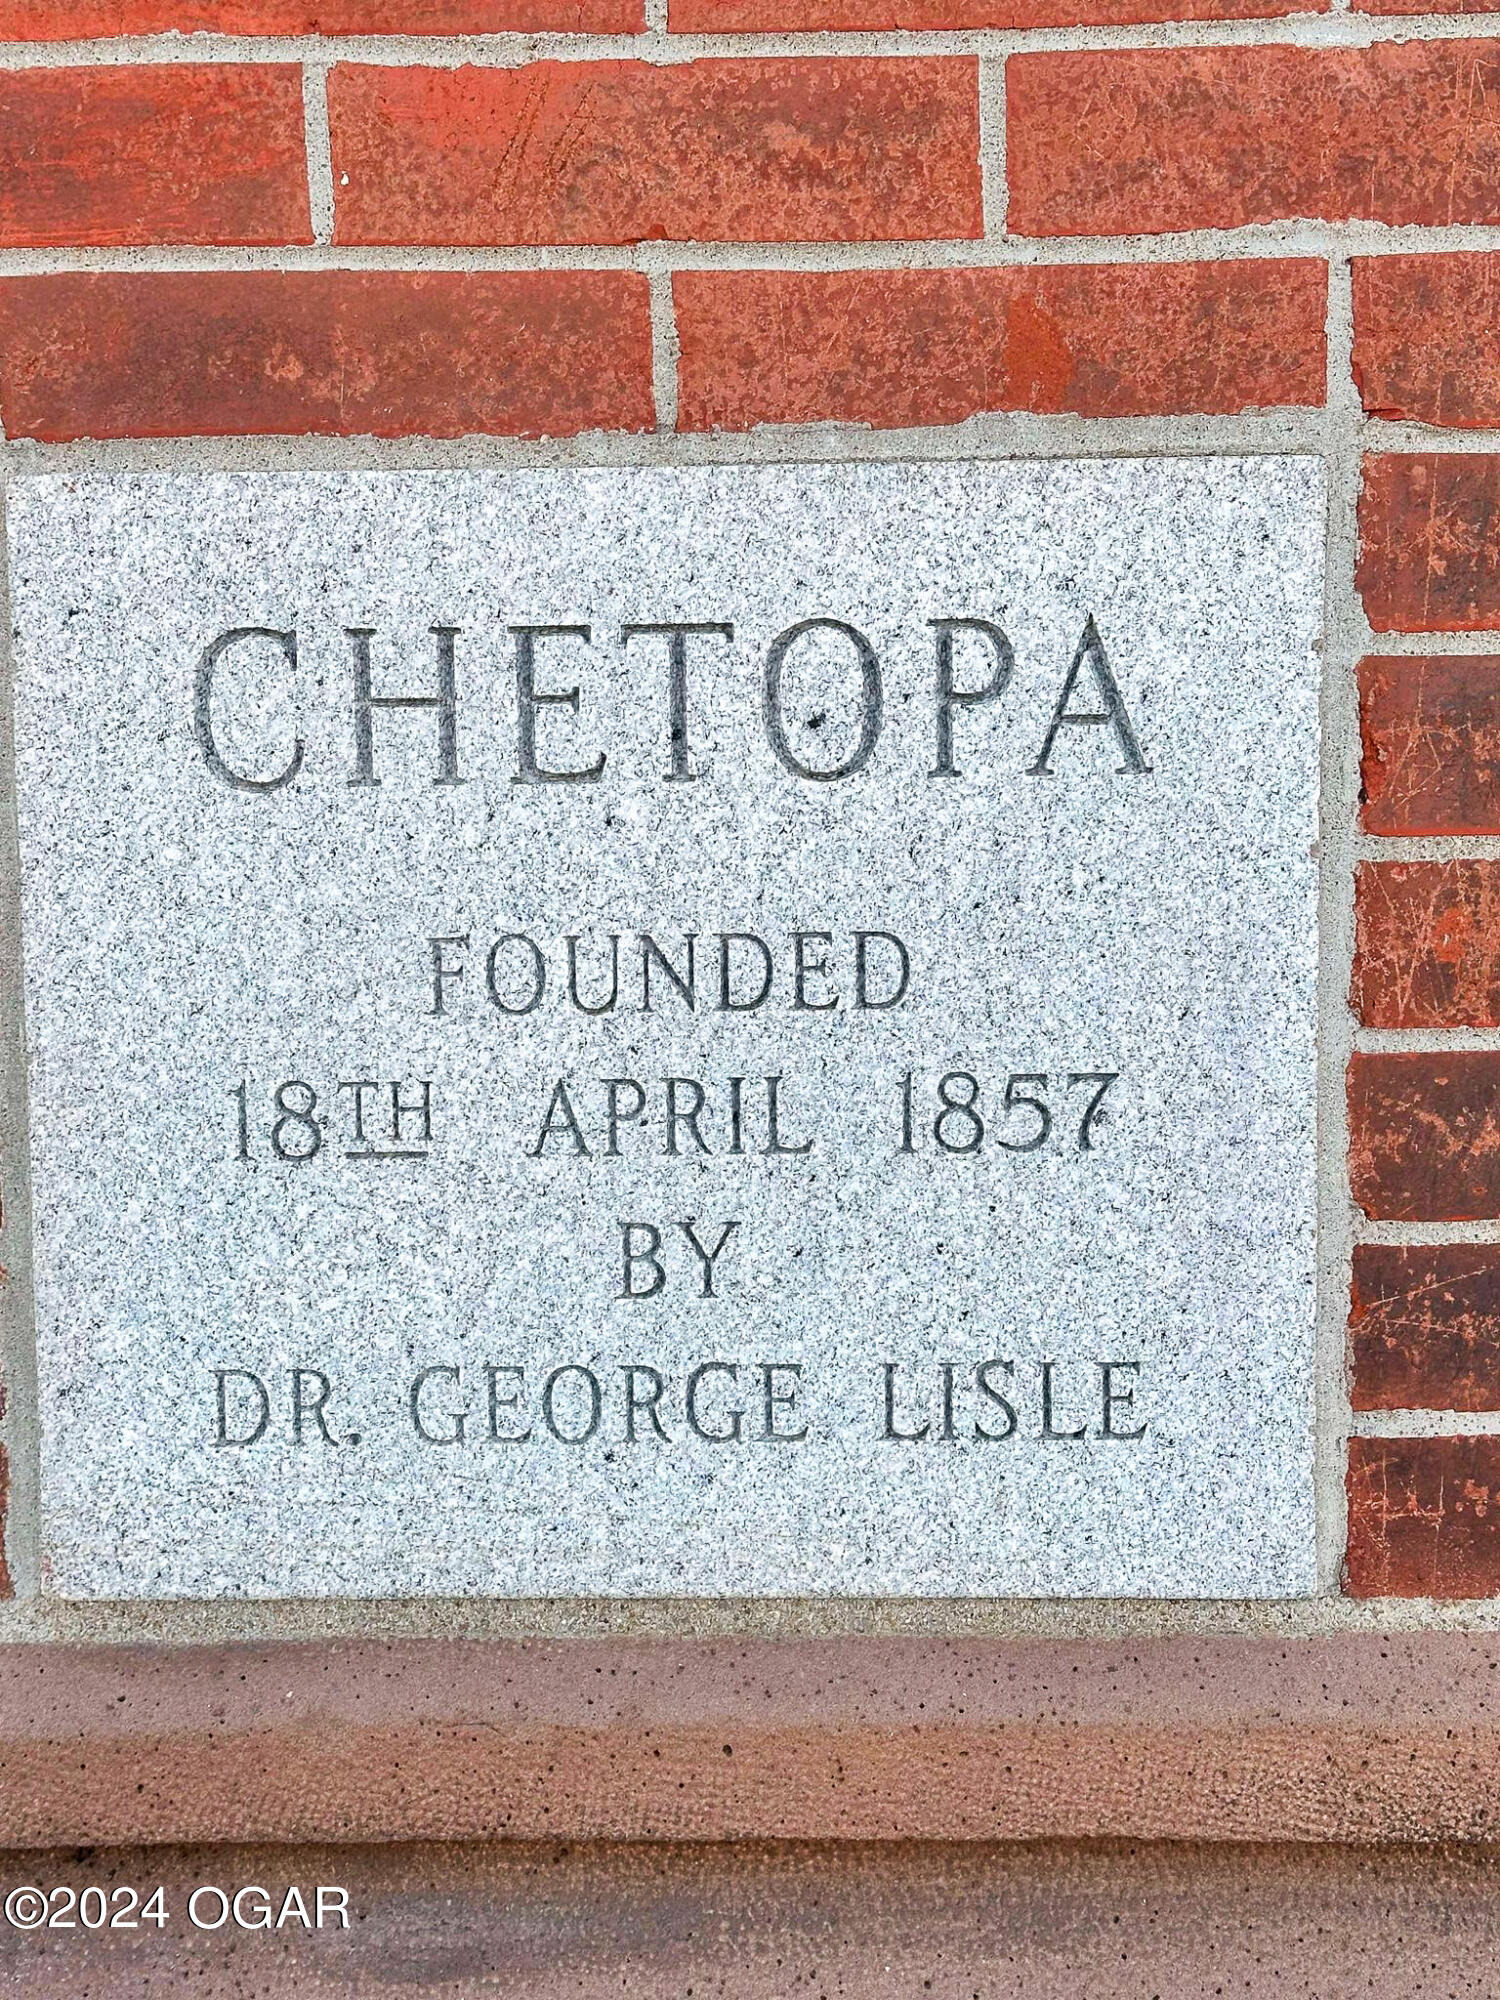 CHETOPA
FOUNDED
18TH APRIL 1857
BY
DR. GEORGE LISLE
©2024 OGAR